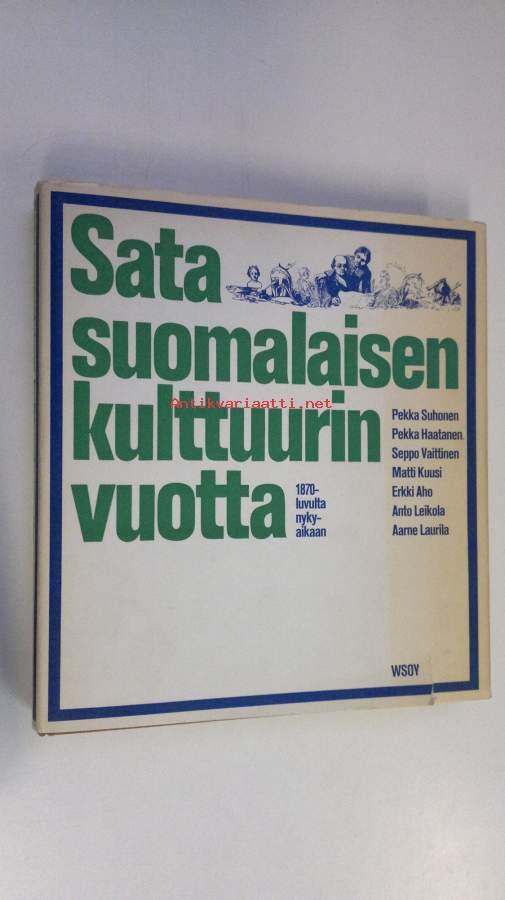 Sata
suomalaisen
kulttuurin
vuotta
1870-
luvulta
nyky-
aikaan
Pekka Suhonen
Pekka Haatanen
Seppo Vaittinen
Matti Kuusi
Erkki Aho
Anto Leikola
Aarne Laurila
WSOY
Antikvariaatti.net